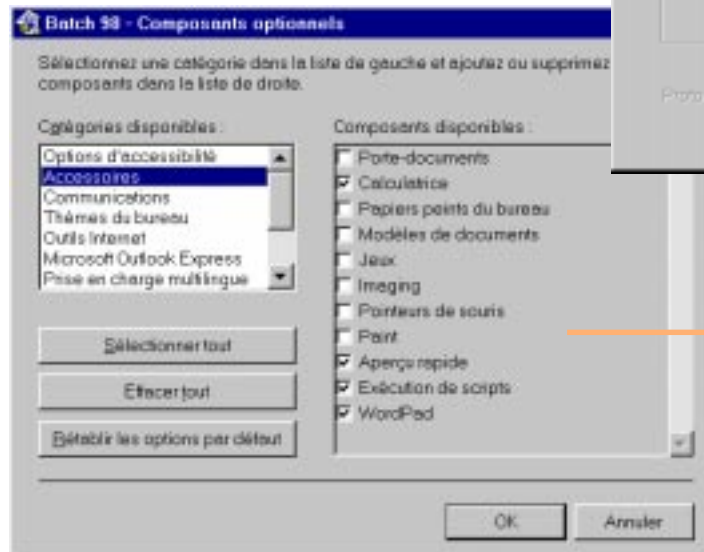 Batch 98 - Composants optionnels
Sélectionnez une catégorie dans la liste de gauche et ajoutez ou supprimez
composants dans la liste de droite.
Catégories disponibles :
Options d'accessibilité
Accessoires
Communications
Thèmes du bureau
Outils Internet
Microsoft Outlook Express
Prise en charge multilingue
Sélectionner tout
Effacer tout
Rétablir les options par défaut
Composants disponibles :
Porte-documents
Calculatrice
Papiers peints du bureau
Modèles de documents
Jeux
Imaging
Pointeurs de souris
Paint
Aperçu rapide
Exécution de scripts
WordPad
OK
Annuler